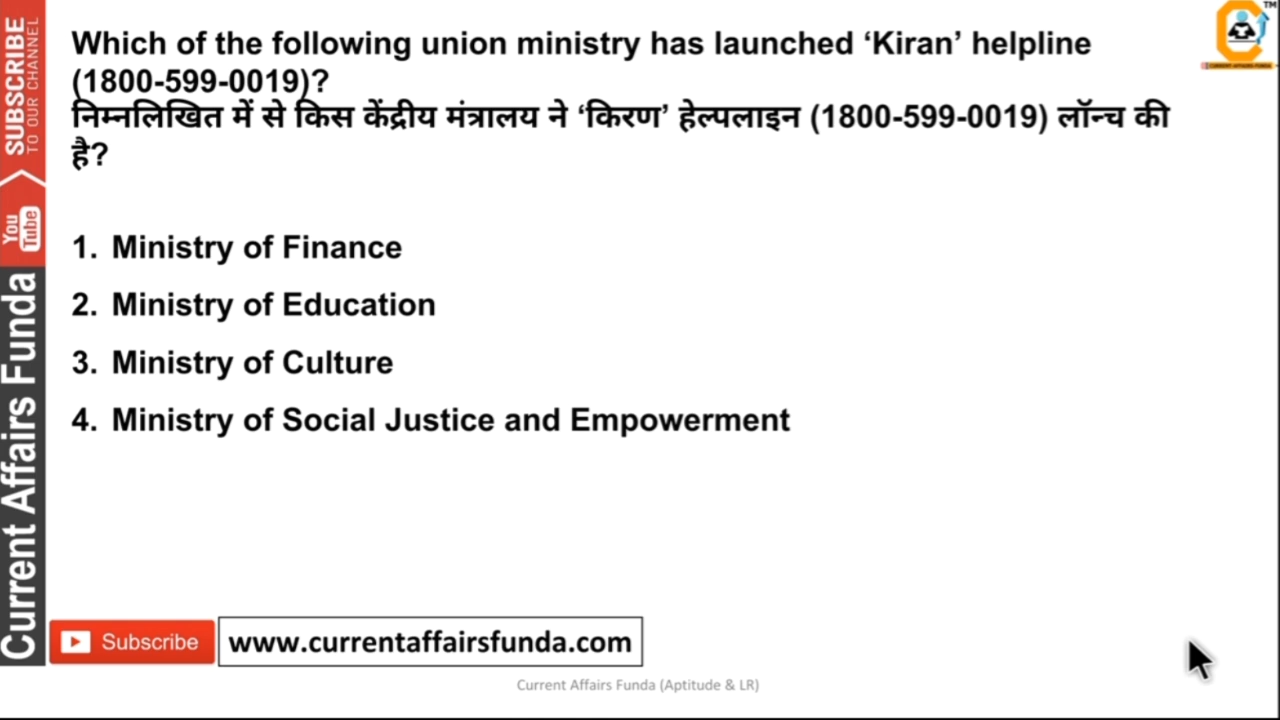 Which of the following union ministry has launched ‘Kiran’ helpline
(1800-599-0019)?
निम्नलिखित में से किस केंद्रीय मंत्रालय ने ‘किरण’ हेल्पलाइन (1800-599-0019) लॉन्च की
है?
1. Ministry of Finance
2. Ministry of Education
3. Ministry of Culture
4. Ministry of Social Justice and Empowerment
SUBSCRIBE
TO OUR CHANNEL
You
Tube
Current Affairs Funda
Subscribe
www.currentaffairsfunda.com
Current Affairs Funda (Aptitude & LR)
TM
CURRENT AFFAIRS FUNDA